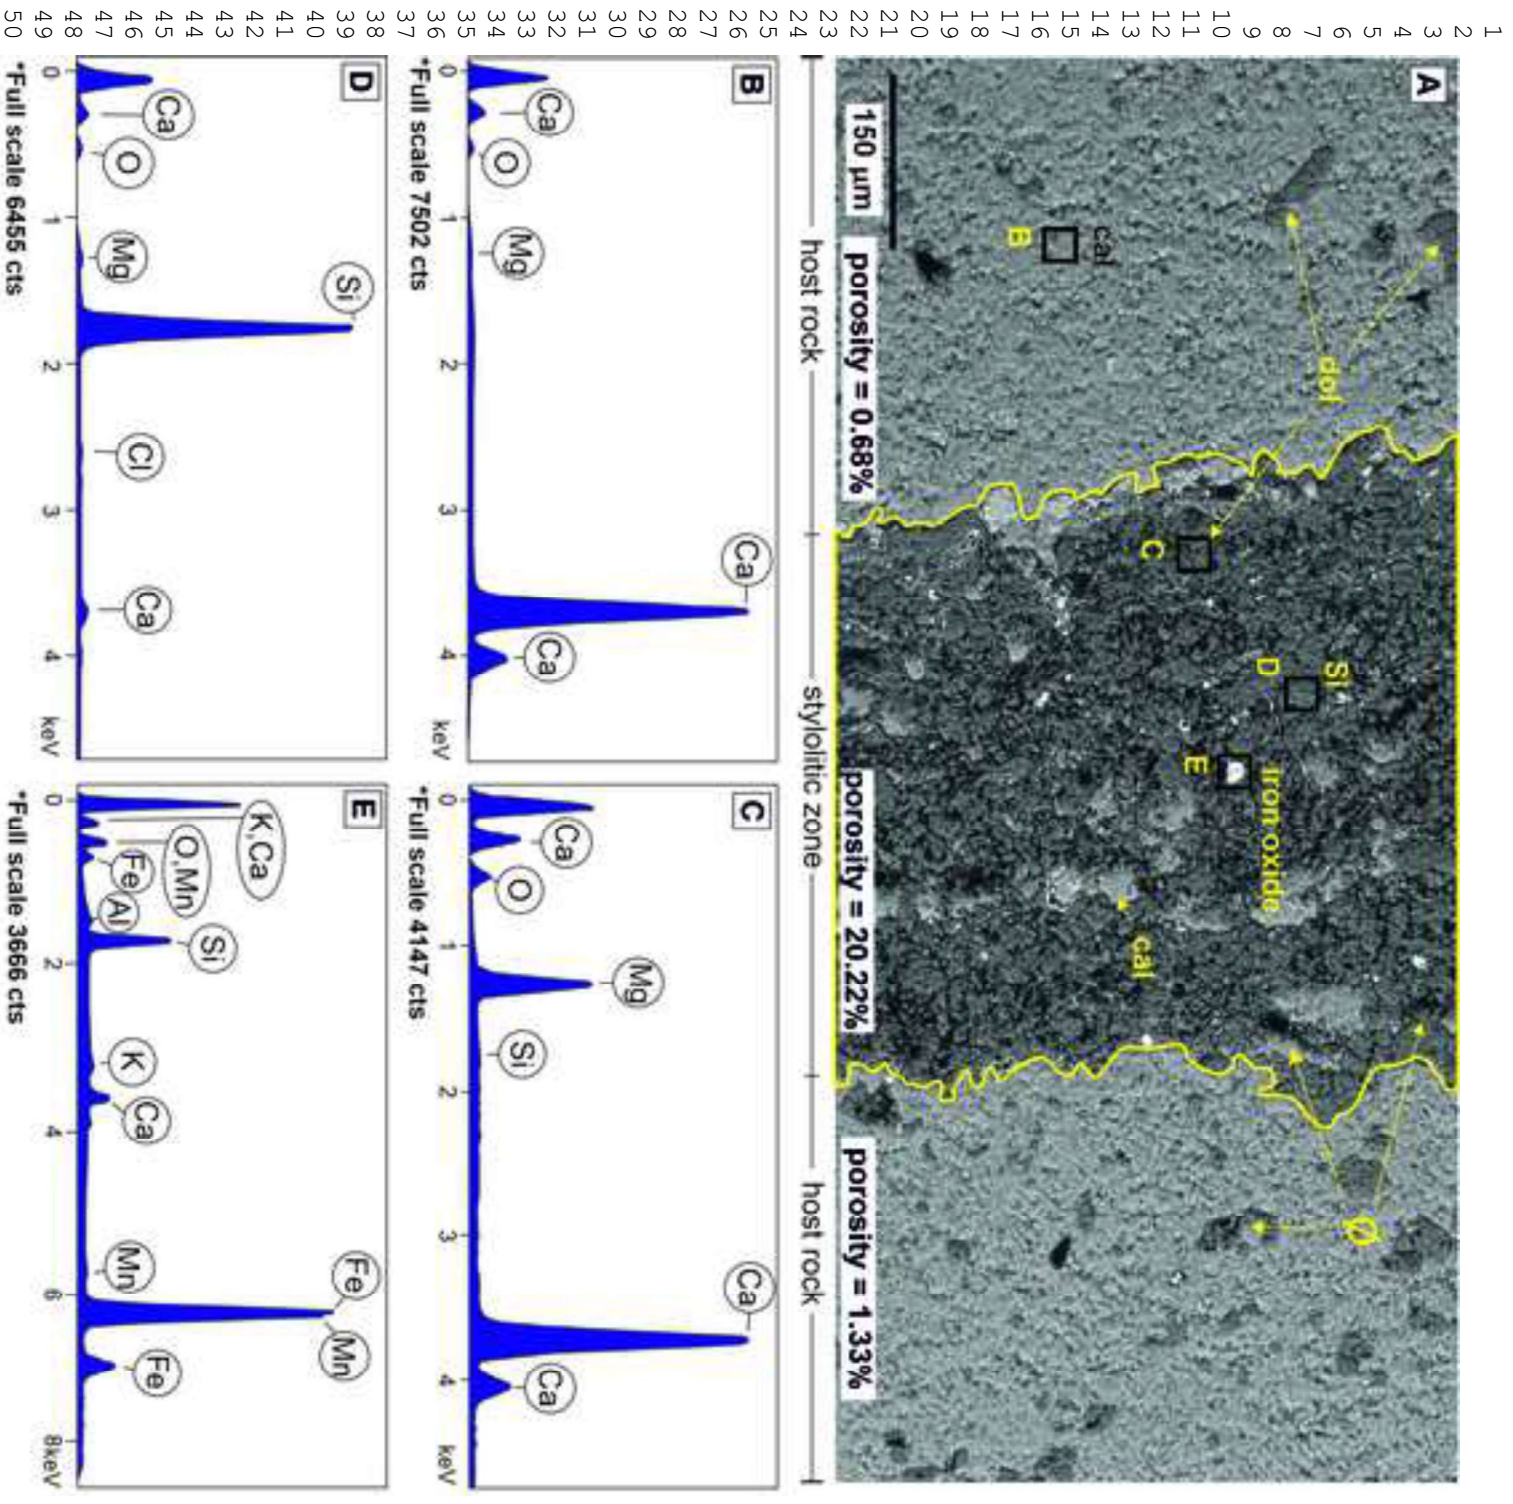 1 2 3 4 5 6 7 8 9 10 11 12 13 14 15 16 17 18 19 20 21 22 23 24 25 26 27 28 29 30 31 32 33 34 35 36 37 38 39 40 41 42 43 44 45 46 47 48 49 50
A
dol
Ø
Si
D
iron oxide
E
cal
B
C
cal
150 µm
porosity = 0.68%
porosity = 20.22%
porosity = 1.33%
host rock
stylolitic zone
host rock
B
Ca
O
Mg
Ca
Ca
0 1 2 3 4 keV
*Full scale 7502 cts
C
Ca
O
Mg
Si
Ca
Ca
0 1 2 3 4 keV
*Full scale 4147 cts
D
Ca
O
Mg
Si
Cl
Ca
0 1 2 3 4 keV
*Full scale 6455 cts
E
K,Ca
O,Mn
Fe
Al
Si
K
Ca
Mn
Fe
Mn
Fe
0 2 4 6 8keV
*Full scale 3666 cts